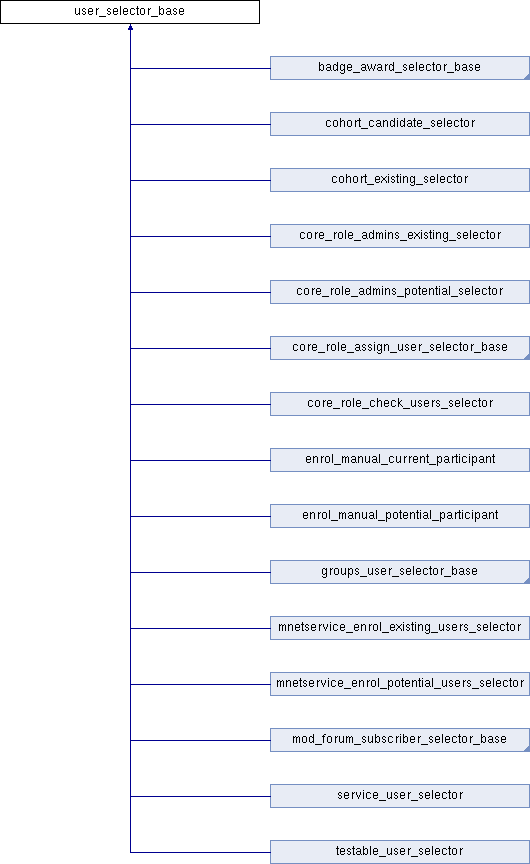 user_selector_base
badge_award_selector_base
cohort_candidate_selector
cohort_existing_selector
core_role_admins_existing_selector
core_role_admins_potential_selector
core_role_assign_user_selector_base
core_role_check_users_selector
enrol_manual_current_participant
enrol_manual_potential_participant
groups_user_selector_base
mnetservice_enrol_existing_users_selector
mnetservice_enrol_potential_users_selector
mod_forum_subscriber_selector_base
service_user_selector
testable_user_selector